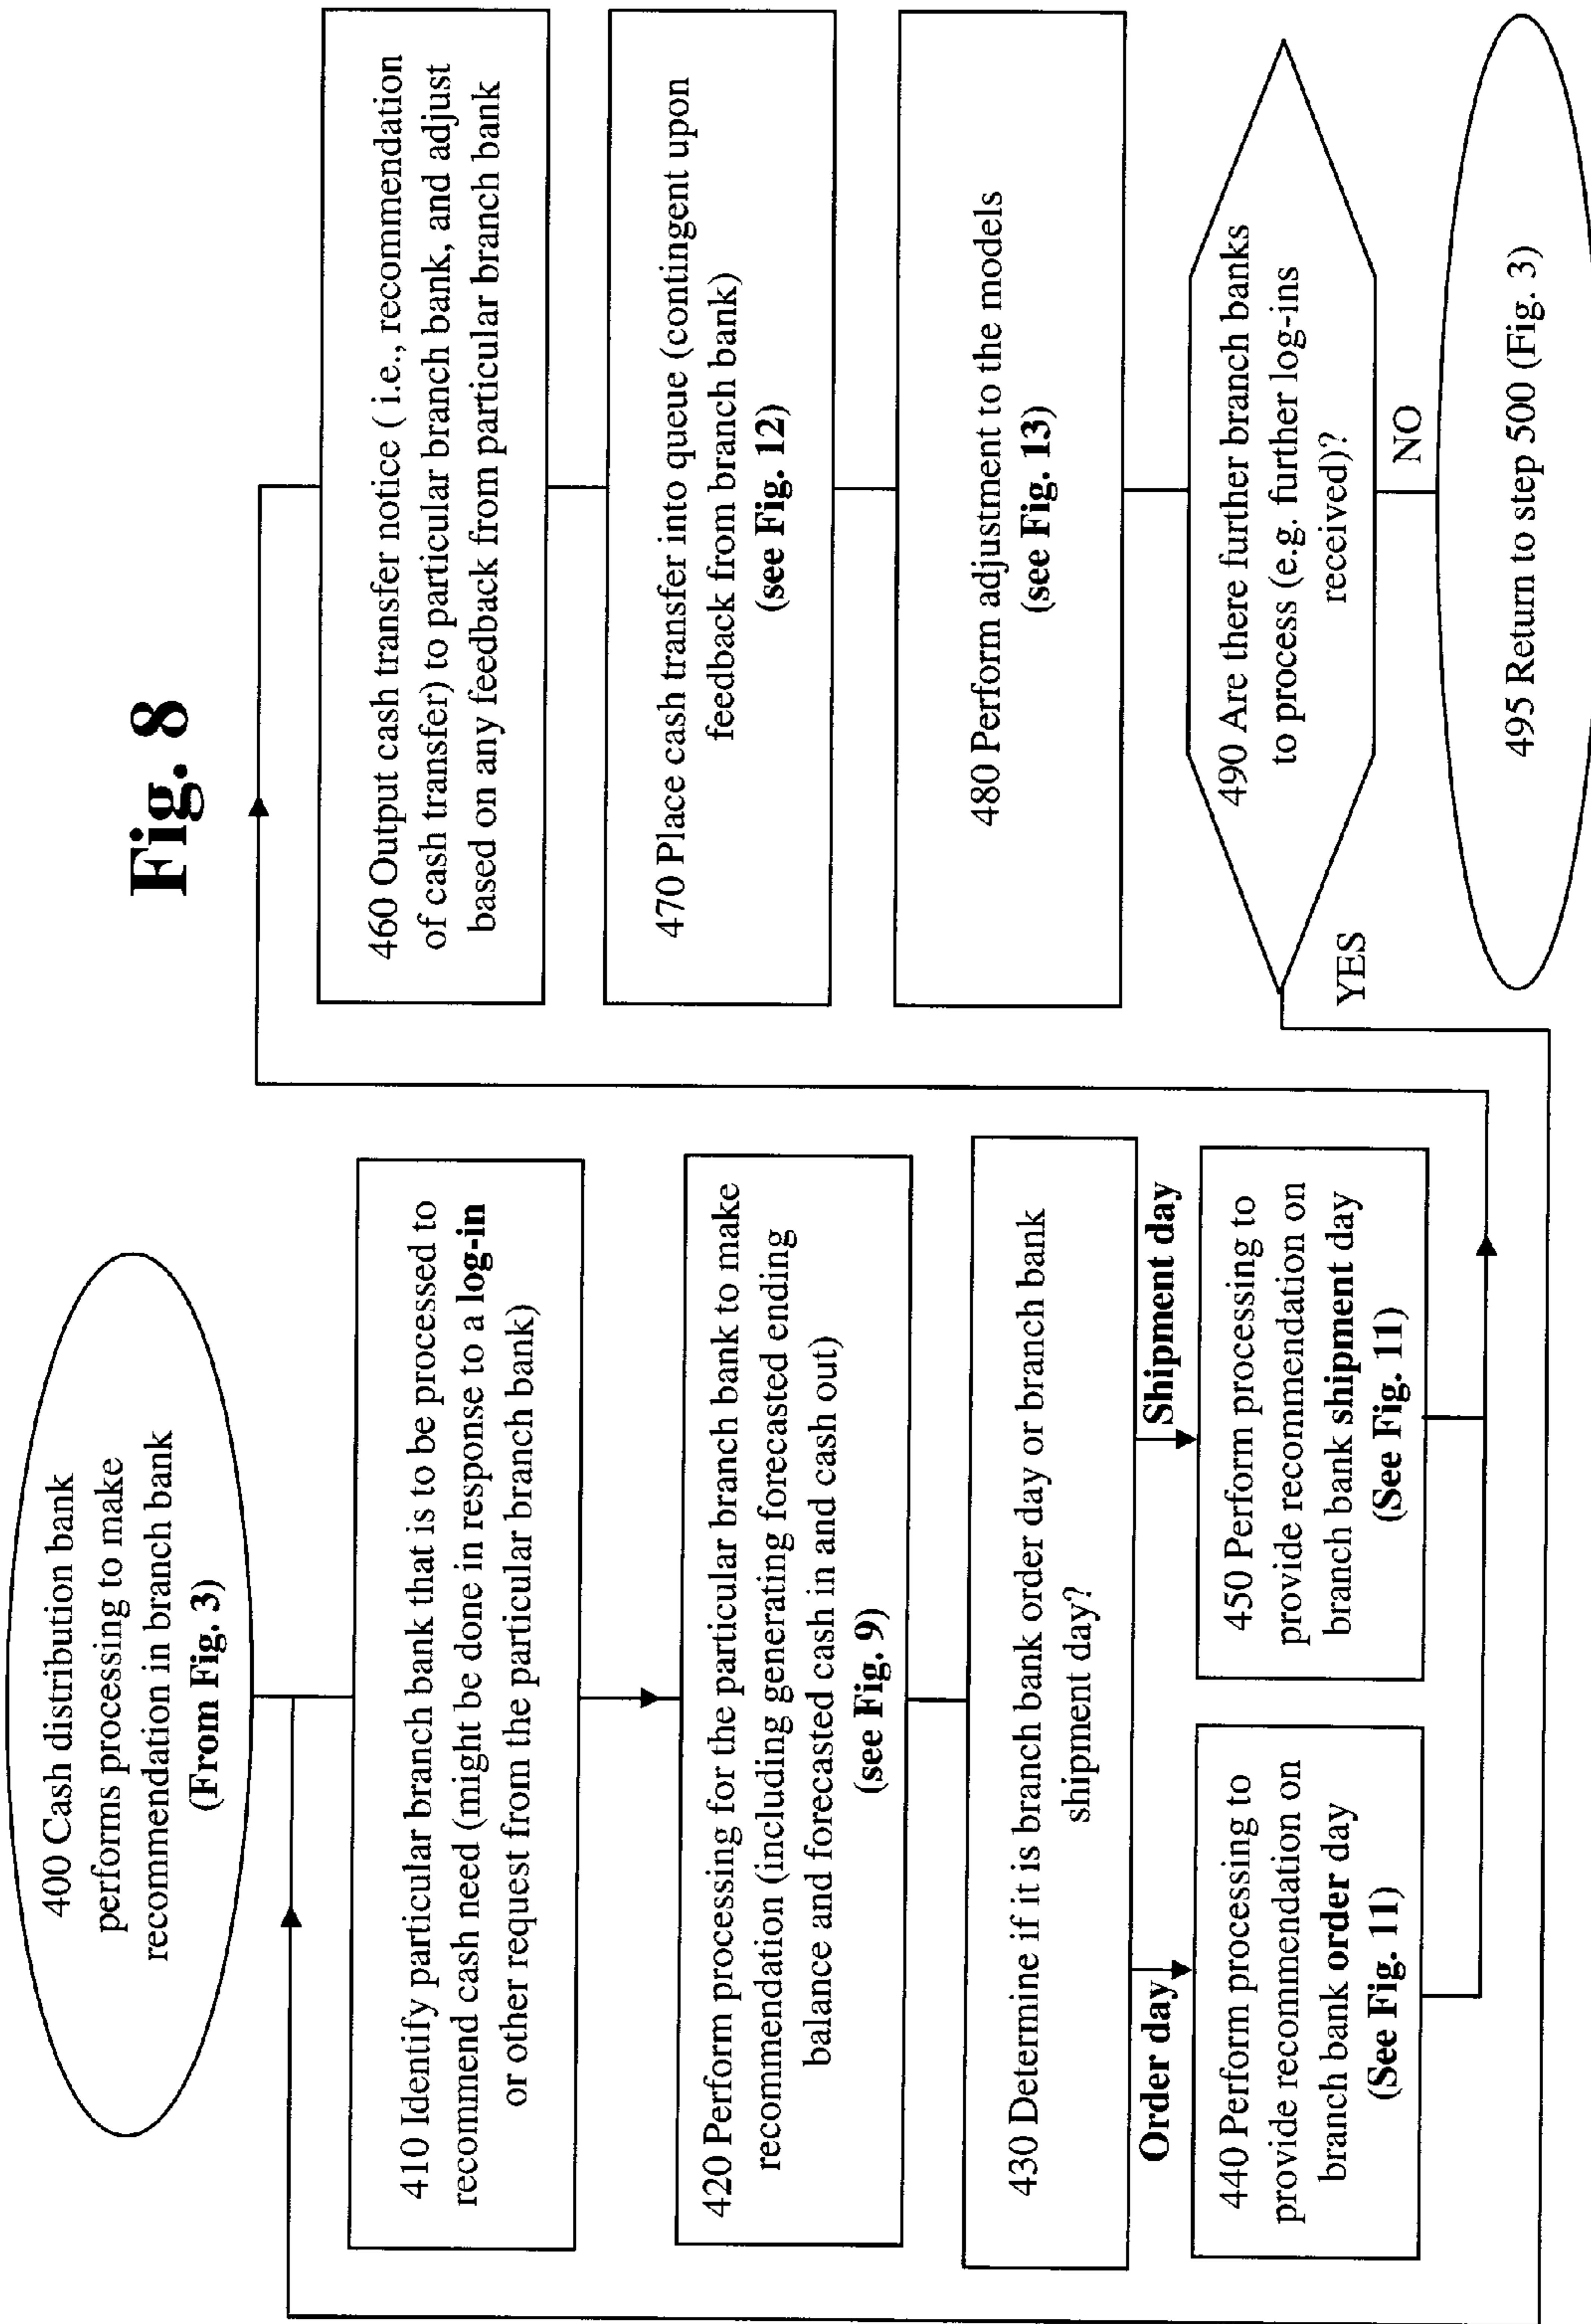 Fig. 8
400 Cash distribution bank
performs processing to make
recommendation in branch bank
(From Fig. 3)
410 Identify particular branch bank that is to be processed to
recommend cash need (might be done in response to a log-in
or other request from the particular branch bank)
420 Perform processing for the particular branch bank to make
recommendation (including generating forecasted ending
balance and forecasted cash in and cash out)
(see Fig. 9)
430 Determine if it is branch bank order day or branch bank
shipment day?
Order day
Shipment day
440 Perform processing to
provide recommendation on
branch bank order day
(See Fig. 11)
450 Perform processing to
provide recommendation on
branch bank shipment day
(See Fig. 11)
460 Output cash transfer notice ( i.e., recommendation
of cash transfer) to particular branch bank, and adjust
based on any feedback from particular branch bank
470 Place cash transfer into queue (contingent upon
feedback from branch bank)
(see Fig. 12)
480 Perform adjustment to the models
(see Fig. 13)
490 Are there further branch banks
to process (e.g. further log-ins
received)?
YES
NO
495 Return to step 500 (Fig. 3)